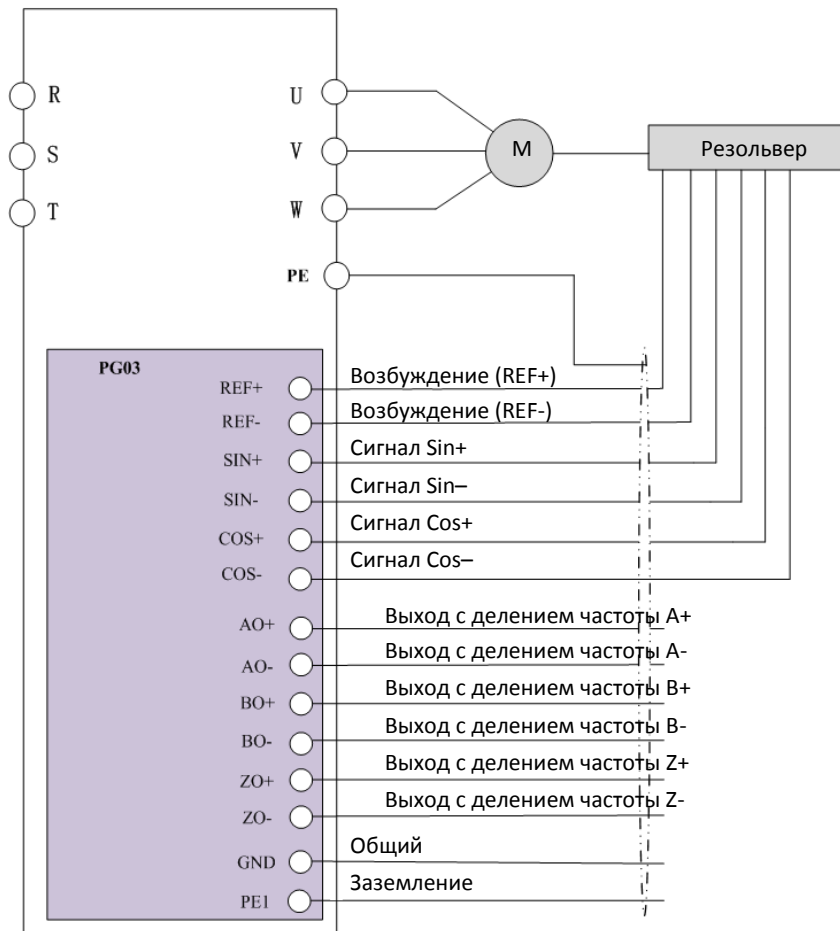 R
U
S
V
T
W
M
Резольвер
PE
PG03
REF+
Возбуждение (REF+)
REF-
Возбуждение (REF-)
SIN+
Сигнал Sin+
SIN-
Сигнал Sin–
COS+
Сигнал Cos+
COS-
Сигнал Cos–
AO+
Выход с делением частоты A+
AO-
Выход с делением частоты A-
BO+
Выход с делением частоты B+
BO-
Выход с делением частоты B-
ZO+
Выход с делением частоты Z+
ZO-
Выход с делением частоты Z-
GND
Общий
PE1
Заземление